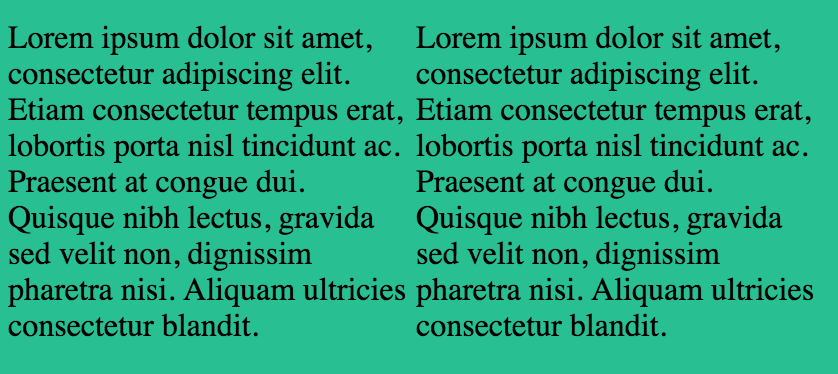 Lorem ipsum dolor sit amet,
consectetur adipiscing elit.
Etiam consectetur tempus erat,
lobortis porta nisl tincidunt ac.
Praesent at congue dui.
Quisque nibh lectus, gravida
sed velit non, dignissim
pharetra nisi. Aliquam ultricies
consectetur blandit.
Lorem ipsum dolor sit amet,
consectetur adipiscing elit.
Etiam consectetur tempus erat,
lobortis porta nisl tincidunt ac.
Praesent at congue dui.
Quisque nibh lectus, gravida
sed velit non, dignissim
pharetra nisi. Aliquam ultricies
consectetur blandit.